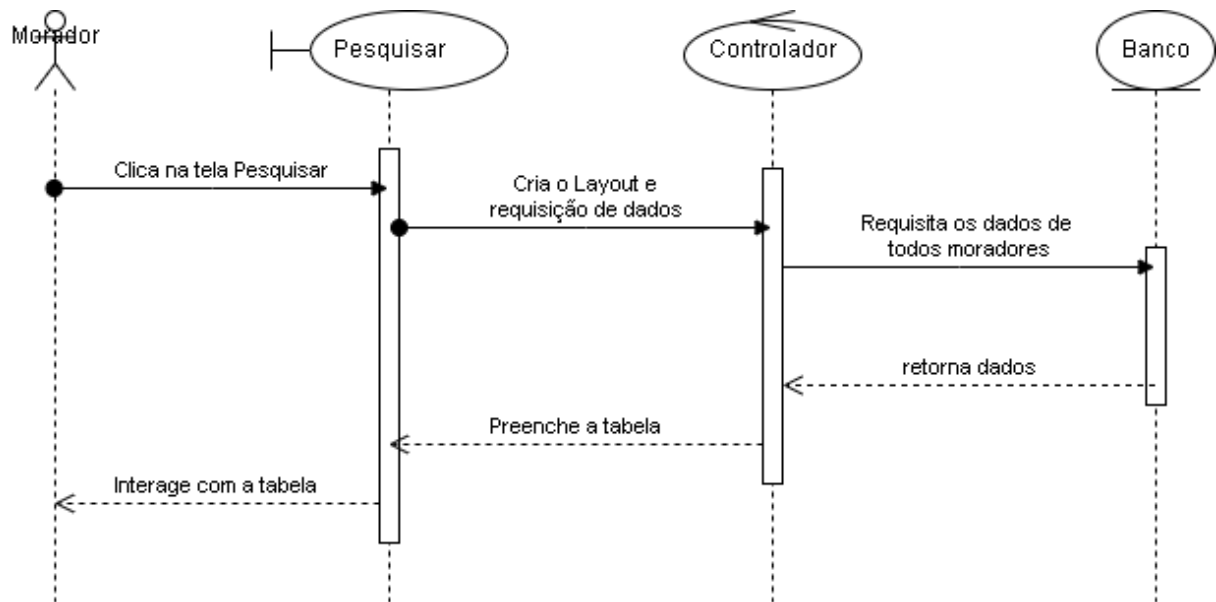 Morador
Pesquisar
Controlador
Banco
Clica na tela Pesquisar
Cria o Layout e
requisição de dados
Requisita os dados de
todos moradores
retorna dados
Preenche a tabela
Interage com a tabela